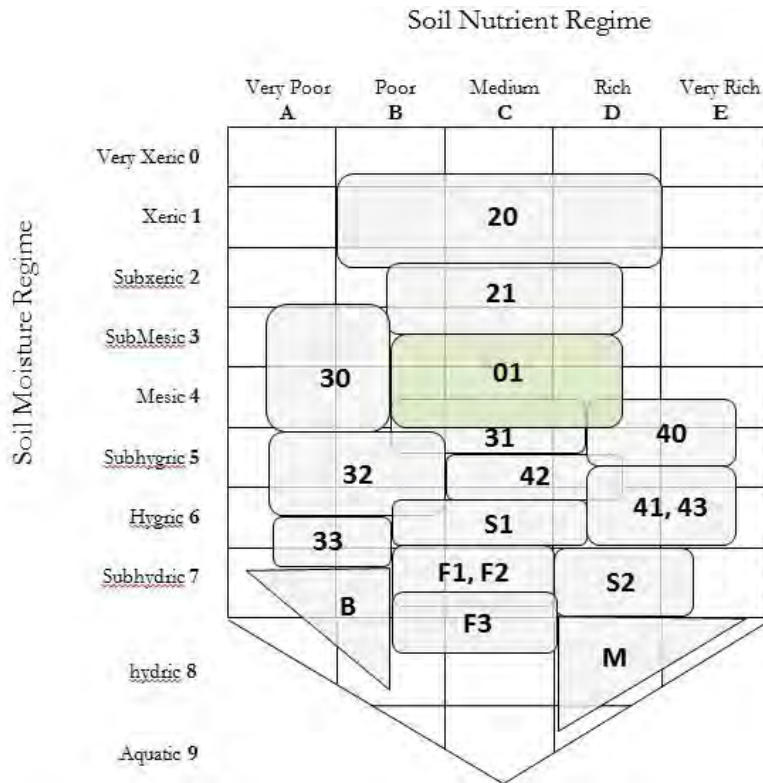 Soil Nutrient Regime
Very Poor Poor Medium Rich Very Rich
A B C D E
Soil Moisture Regime
Very Xeric 0
Xeric 1
20
Subxeric 2
21
SubMesic 3
01
30
Mesic 4
31
40
Subhygric 5
32
42
41, 43
Hygric 6
S1
33
Subhydric 7
F1, F2
S2
B
F3
hydric 8
M
Aquatic 9